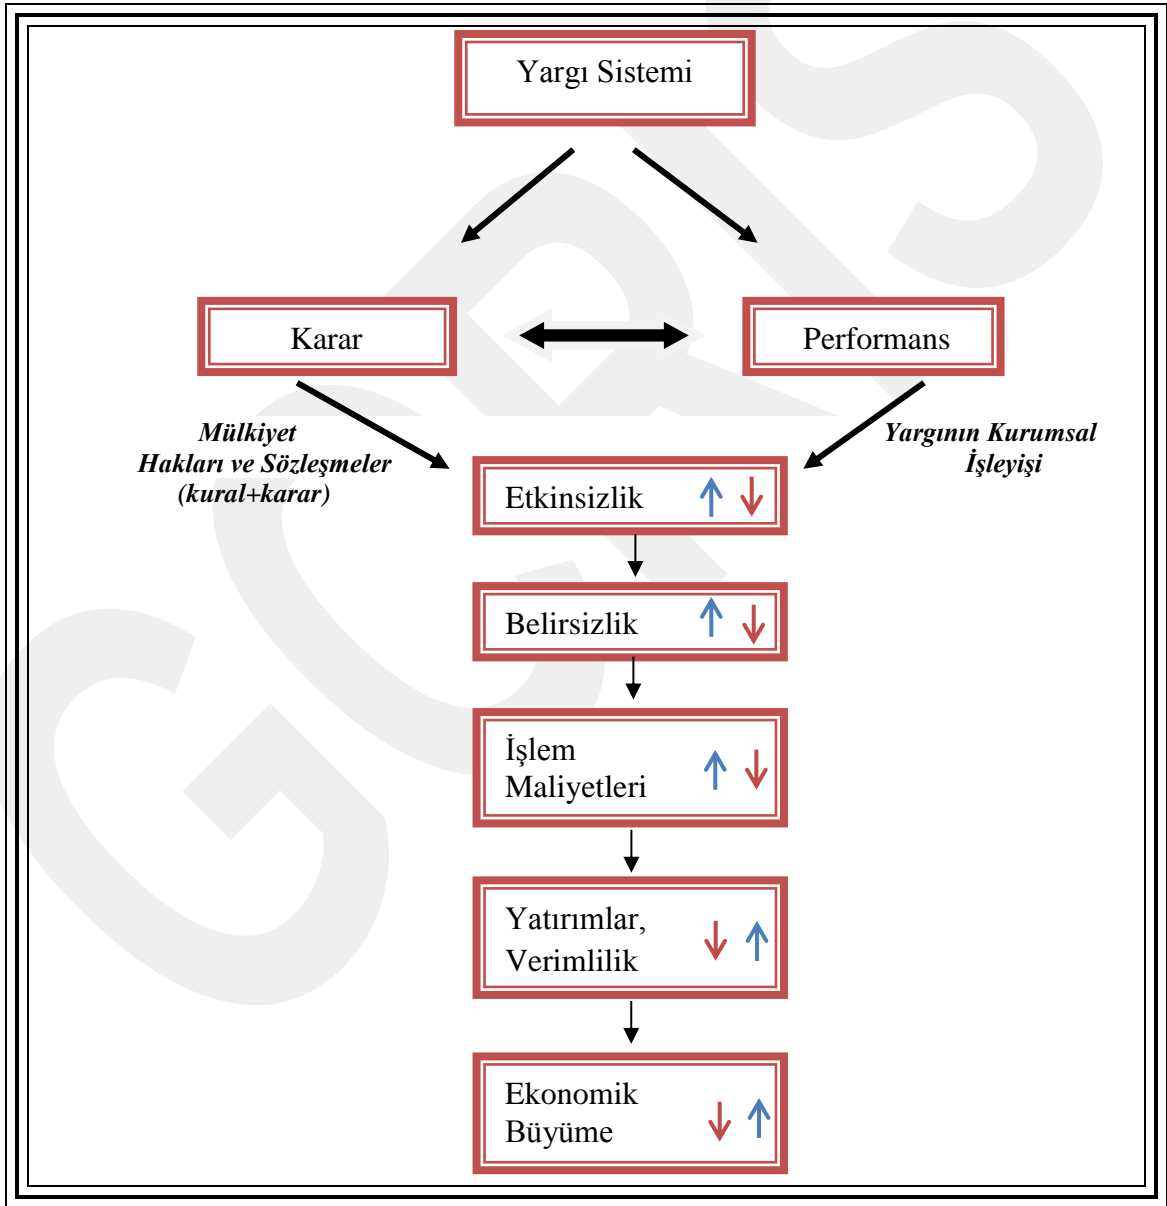 Yargı Sistemi
Karar
Performans
Mülkiyet
Hakları ve Sözleşmeler
(kural+karar)
Yargının Kurumsal
İşleyişi
Etkinsizlik
Belirsizlik
İşlem
Maliyetleri
Yatırımlar,
Verimlilik
Ekonomik
Büyüme
GCRIS